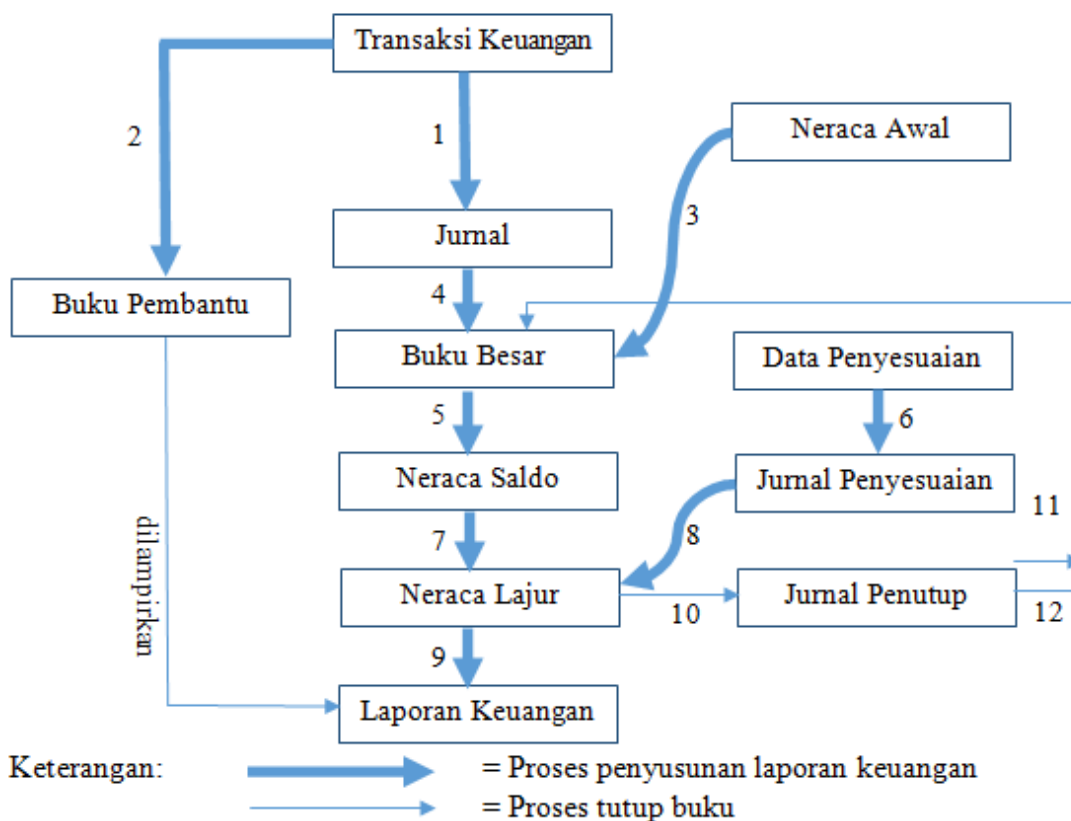 Transaksi Keuangan
2
1
Neraca Awal
3
Jurnal
Buku Pembantu
4
Buku Besar
Data Penyesuaian
5
6
Neraca Saldo
Jurnal Penyesuaian
11
dilampirkan
7
8
Neraca Lajur
10
Jurnal Penutup
12
9
Laporan Keuangan
Keterangan:
= Proses penyusunan laporan keuangan
= Proses tutup buku